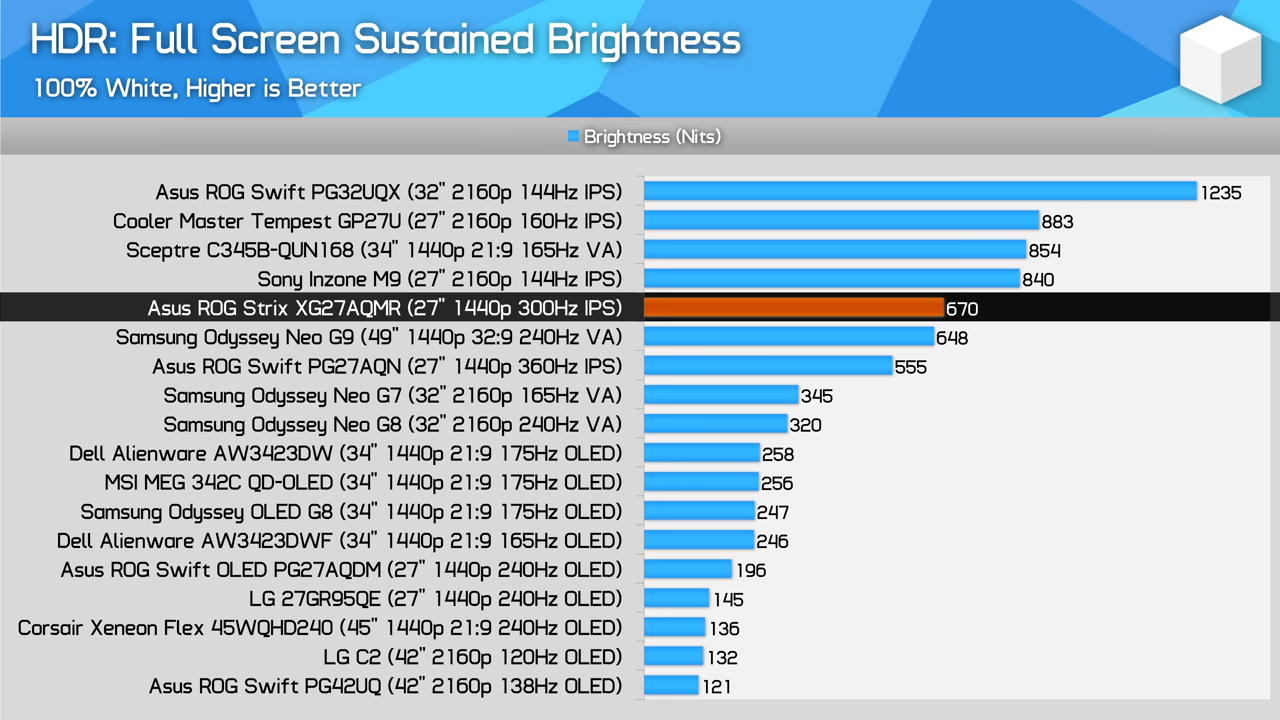 HDR: Full Screen Sustained Brightness
100% White, Higher is Better
Brightness (Nits)
Asus ROG Swift PG32UQX (32" 2160p 144Hz IPS) 1235
Cooler Master Tempest GP27U (27" 2160p 160Hz IPS) 883
Sceptre C345B-QUN168 (34" 1440p 21:9 165Hz VA) 854
Sony Inzone M9 (27" 2160p 144Hz IPS) 840
Asus ROG Strix XG27AQMR (27" 1440p 300Hz IPS) 670
Samsung Odyssey Neo G9 (49" 1440p 32:9 240Hz VA) 648
Asus ROG Swift PG27AQN (27" 1440p 360Hz IPS) 555
Samsung Odyssey Neo G7 (32" 2160p 165Hz VA) 345
Samsung Odyssey Neo G8 (32" 2160p 240Hz VA) 320
Dell Alienware AW3423DW (34" 1440p 21:9 175Hz OLED) 258
MSI MEG 342C QD-OLED (34" 1440p 21:9 175Hz OLED) 256
Samsung Odyssey OLED G8 (34" 1440p 21:9 175Hz OLED) 247
Dell Alienware AW3423DWF (34" 1440p 21:9 165Hz OLED) 246
Asus ROG Swift OLED PG27AQDM (27" 1440p 240Hz OLED) 196
LG 27GR95QE (27" 1440p 240Hz OLED) 145
Corsair Xeneon Flex 45WQHD240 (45" 1440p 21:9 240Hz OLED) 136
LG C2 (42" 2160p 120Hz OLED) 132
Asus ROG Swift PG42UQ (42" 2160p 138Hz OLED) 121